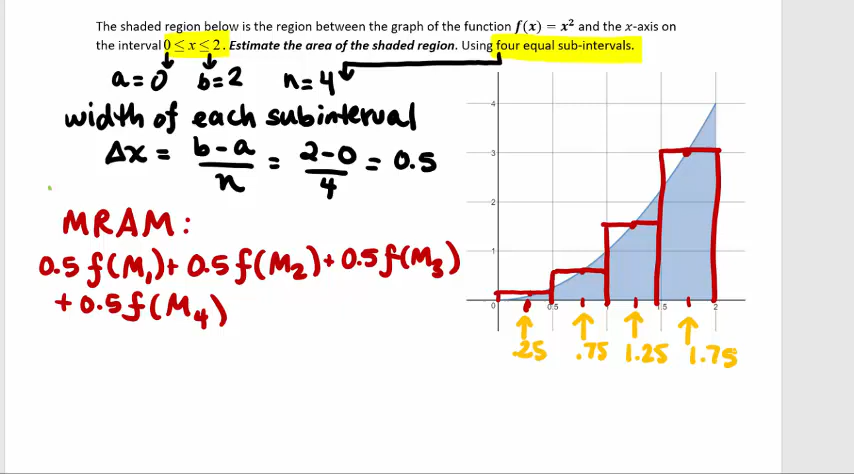 The shaded region below is the region between the graph of the function f(x) = x² and the x-axis on
the interval 0 ≤ x ≤ 2. Estimate the area of the shaded region. Using four equal sub-intervals.
a = 0 b = 2 n = 4
width of each subinterval
Δx = b-a/n = 2-0/4 = 0.5
MRAM:
0.5 f(M₁) + 0.5 f(M₂) + 0.5 f(M₃)
+ 0.5 f(M₄)
4
3
2
1
0 0.5 1 1.5 2
.25 .75 1.25 1.75